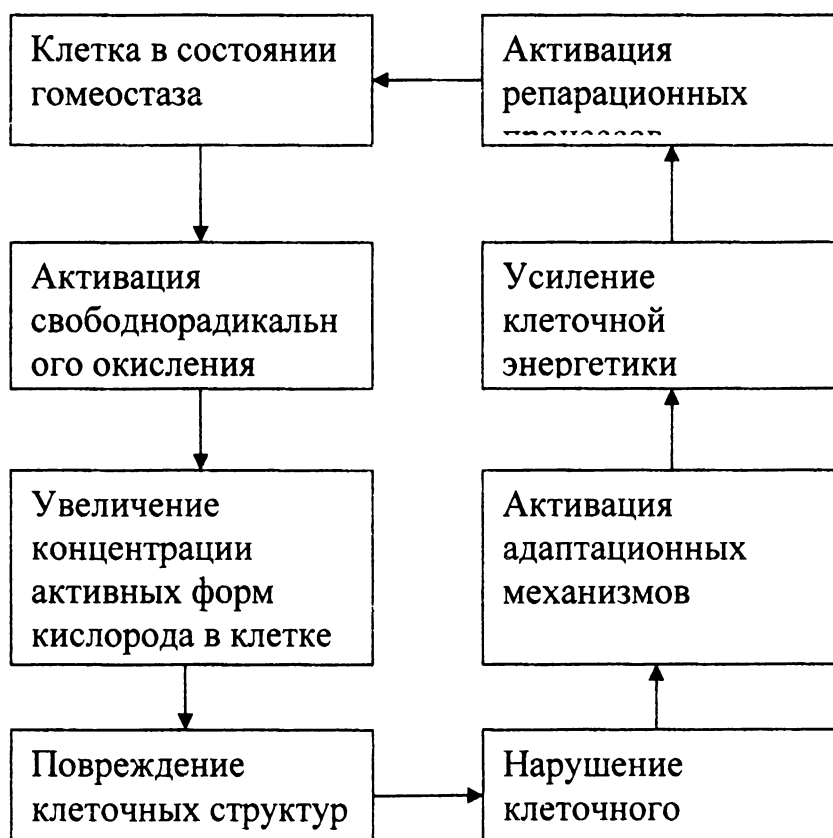 Клетка в состоянии
гомеостаза
Активация
свободнорадикальн
ого окисления
Увеличение
концентрации
активных форм
кислорода в клетке
Повреждение
клеточных структур
Нарушение
клеточного
Активация
адаптационных
механизмов
Усиление
клеточной
энергетики
Активация
репарационных